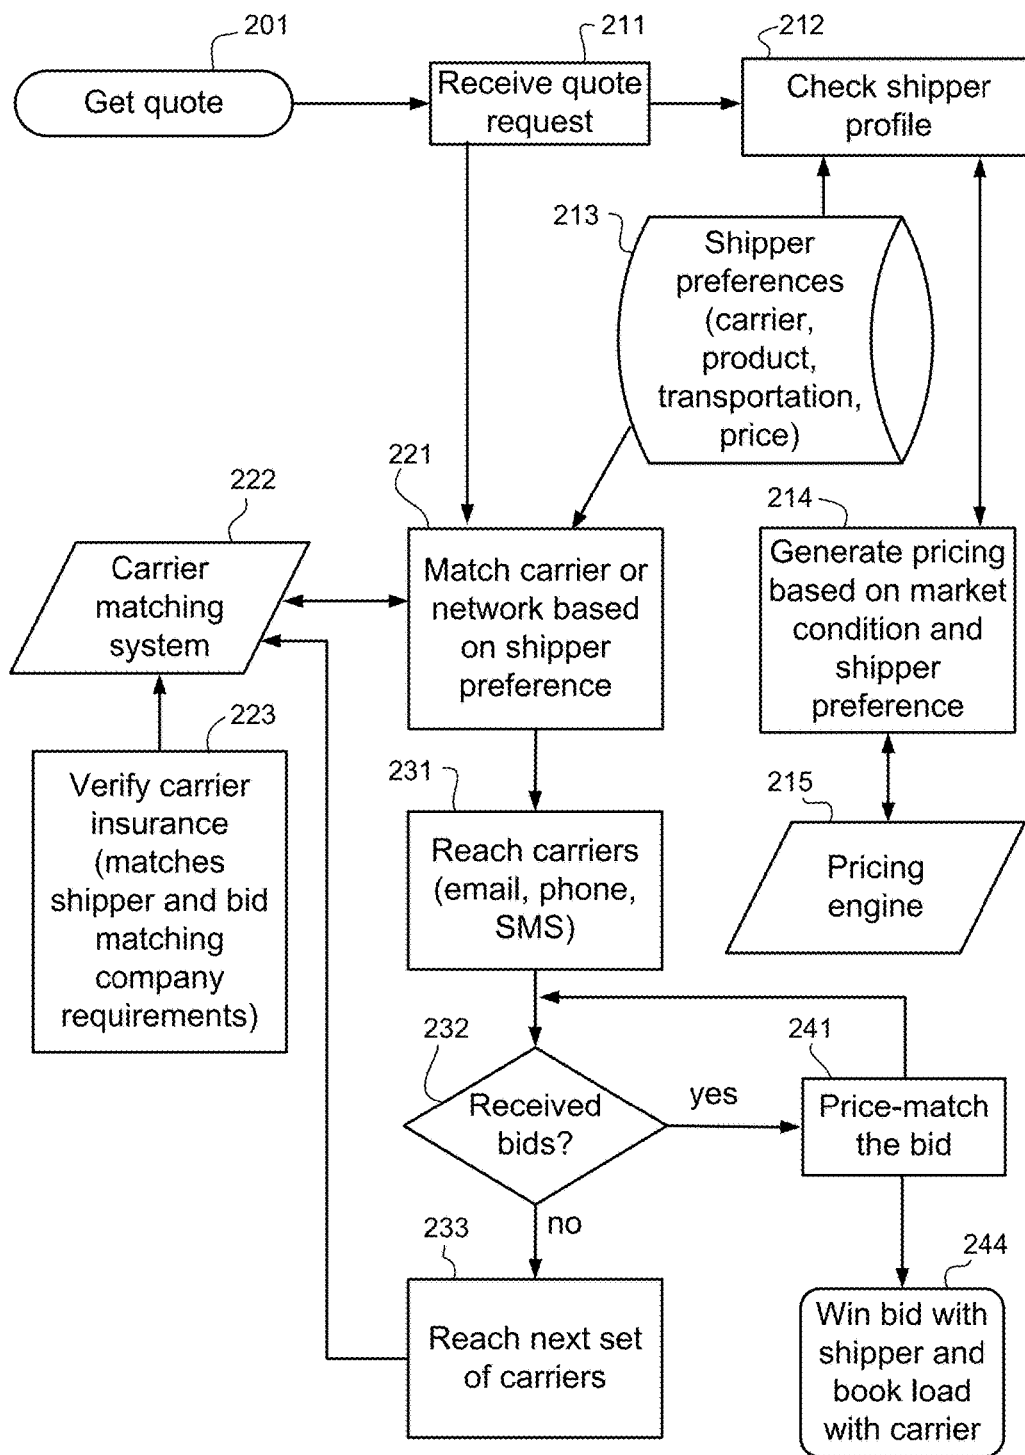 201
Get quote
211
Receive quote
request
212
Check shipper
profile
213
Shipper
preferences
(carrier,
product,
transportation,
price)
222
Carrier
matching
system
221
Match carrier or
network based
on shipper
preference
214
Generate pricing
based on market
condition and
shipper
preference
223
Verify carrier
insurance
(matches
shipper and bid
matching
company
requirements)
231
Reach carriers
(email, phone,
SMS)
215
Pricing
engine
232
Received
bids?
yes
241
Price-match
the bid
no
233
Reach next set
of carriers
244
Win bid with
shipper and
book load
with carrier